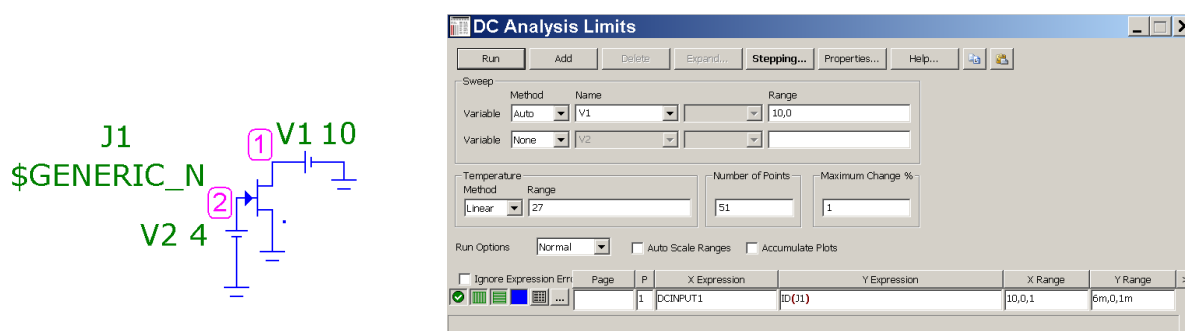 J1
$GENERIC_N
1
V1 10
2
V2 4
DC Analysis Limits
Run Add Delete Expand... Stepping... Properties... Help...
Sweep
Method Name Range
Variable Auto V1 10,0
Variable None V2
Temperature Number of Points Maximum Change %
Method Range
Linear 27 51 1
Run Options Normal Auto Scale Ranges Accumulate Plots
Ignore Expression Erro Page P X Expression Y Expression X Range Y Range >
... 1 DCINPUT1 ID(J1) 10,0,1 6m,0,1m